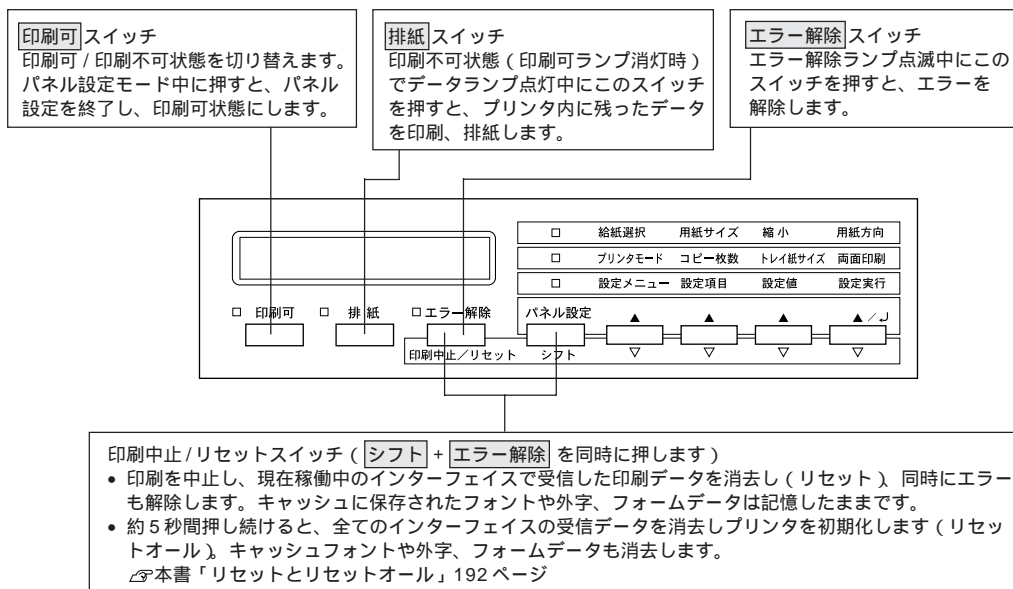 印刷可 スイッチ
印刷可 / 印刷不可状態を切り替えます。
パネル設定モード中に押すと、パネル
設定を終了し、印刷可状態にします。
排紙 スイッチ
印刷不可状態（印刷可ランプ消灯時）
でデータランプ点灯中にこのスイッチ
を押すと、プリンタ内に残ったデータ
を印刷、排紙します。
エラー解除 スイッチ
エラー解除ランプ点滅中にこの
スイッチを押すと、エラーを
解除します。
給紙選択 用紙サイズ 縮小 用紙方向
プリンタモード コピー枚数 トレイ紙サイズ 両面印刷
設定メニュー 設定項目 設定値 設定実行
印刷可 排紙 エラー解除 パネル設定 ▲ ▲ ▲ ▲／↲
印刷中止／リセット シフト ▽ ▽ ▽ ▽
印刷中止/リセットスイッチ（ シフト + エラー解除 を同時に押します）
• 印刷を中止し、現在稼働中のインターフェイスで受信した印刷データを消去し（リセット）、同時にエラー
も解除します。キャッシュに保存されたフォントや外字、フォームデータは記憶したままです。
• 約5秒間押し続けると、全てのインターフェイスの受信データを消去しプリンタを初期化します（リセッ
トオール）。キャッシュフォントや外字、フォームデータも消去します。
☞本書「リセットとリセットオール」192 ページ